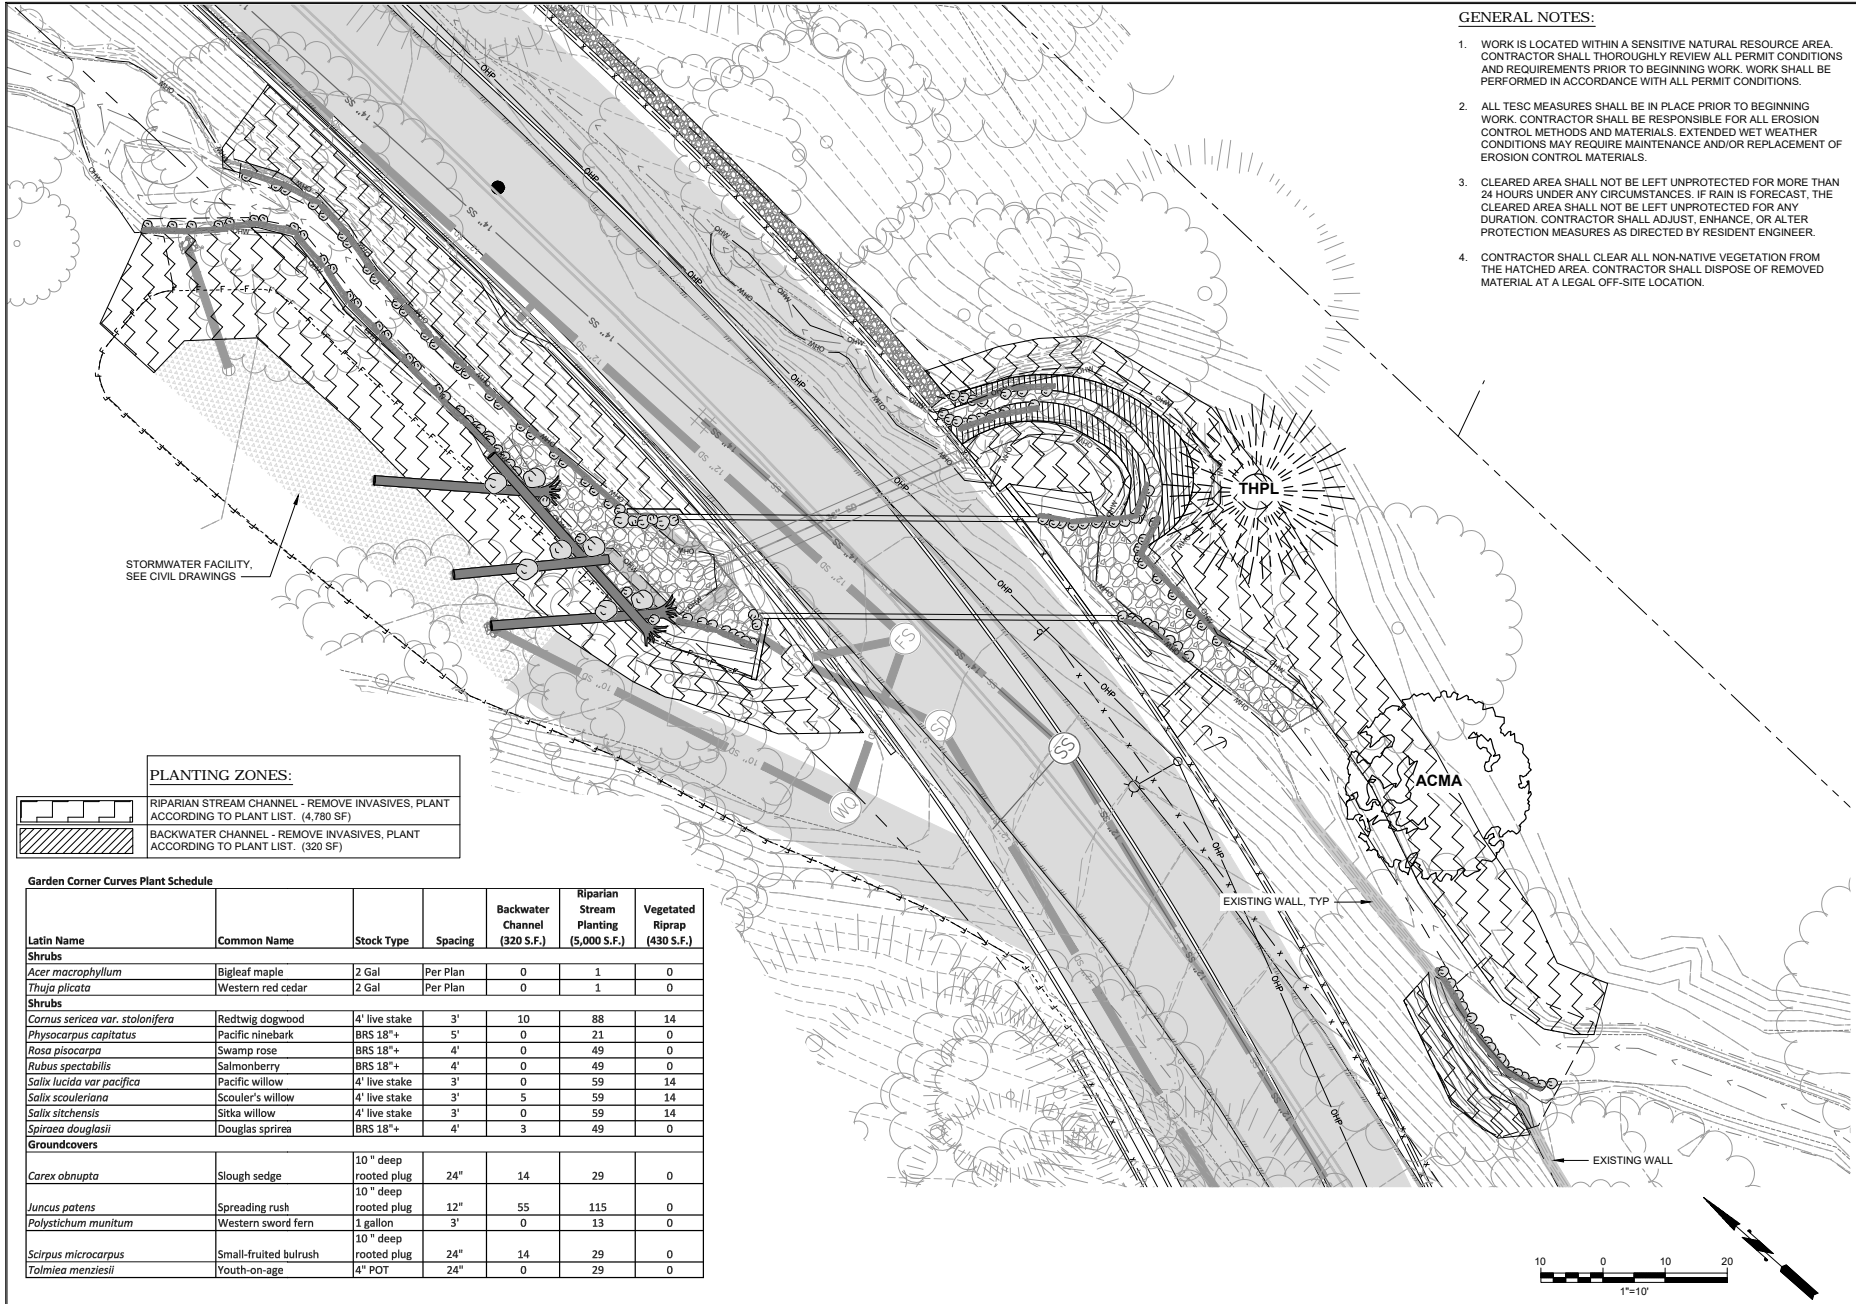 GENERAL NOTES:
1. WORK IS LOCATED WITHIN A SENSITIVE NATURAL RESOURCE AREA.
CONTRACTOR SHALL THOROUGHLY REVIEW ALL PERMIT CONDITIONS
AND REQUIREMENTS PRIOR TO BEGINNING WORK. WORK SHALL BE
PERFORMED IN ACCORDANCE WITH ALL PERMIT CONDITIONS.
2. ALL TESC MEASURES SHALL BE IN PLACE PRIOR TO BEGINNING
WORK. CONTRACTOR SHALL BE RESPONSIBLE FOR ALL EROSION
CONTROL METHODS AND MATERIALS. EXTENDED WET WEATHER
CONDITIONS MAY REQUIRE MAINTENANCE AND/OR REPLACEMENT OF
EROSION CONTROL MATERIALS.
3. CLEARED AREA SHALL NOT BE LEFT UNPROTECTED FOR MORE THAN
24 HOURS UNDER ANY CIRCUMSTANCES. IF RAIN IS FORECAST, THE
CLEARED AREA SHALL NOT BE LEFT UNPROTECTED FOR ANY
DURATION. CONTRACTOR SHALL ADJUST, ENHANCE, OR ALTER
PROTECTION MEASURES AS DIRECTED BY RESIDENT ENGINEER.
4. CONTRACTOR SHALL CLEAR ALL NON-NATIVE VEGETATION FROM
THE HATCHED AREA. CONTRACTOR SHALL DISPOSE OF REMOVED
MATERIAL AT A LEGAL OFF-SITE LOCATION.
THPL
STORMWATER FACILITY,
SEE CIVIL DRAWINGS
ACMA
EXISTING WALL, TYP
EXISTING WALL
OHP
OHW
SS 14"
SD 12"
SD 10"
SD
SS
WQ
PLANTING ZONES:
RIPARIAN STREAM CHANNEL - REMOVE INVASIVES, PLANT
ACCORDING TO PLANT LIST. (4,780 SF)
BACKWATER CHANNEL - REMOVE INVASIVES, PLANT
ACCORDING TO PLANT LIST. (320 SF)
Garden Corner Curves Plant Schedule
Latin Name Common Name Stock Type Spacing Backwater Channel (320 S.F.) Riparian Stream Planting (5,000 S.F.) Vegetated Riprap (430 S.F.)
Shrubs
Acer macrophyllum Bigleaf maple 2 Gal Per Plan 0 1 0
Thuja plicata Western red cedar 2 Gal Per Plan 0 1 0
Shrubs
Cornus sericea var. stolonifera Redtwig dogwood 4' live stake 3' 10 88 14
Physocarpus capitatus Pacific ninebark BRS 18"+ 5' 0 21 0
Rosa pisocarpa Swamp rose BRS 18"+ 4' 0 49 0
Rubus spectabilis Salmonberry BRS 18"+ 4' 0 49 0
Salix lucida var pacifica Pacific willow 4' live stake 3' 0 59 14
Salix scouleriana Scouler's willow 4' live stake 3' 5 59 14
Salix sitchensis Sitka willow 4' live stake 3' 0 59 14
Spiraea douglasii Douglas sprirea BRS 18"+ 4' 3 49 0
Groundcovers
Carex obnupta Slough sedge 10 " deep rooted plug 24" 14 29 0
Juncus patens Spreading rush 10 " deep rooted plug 12" 55 115 0
Polystichum munitum Western sword fern 1 gallon 3' 0 13 0
Scirpus microcarpus Small-fruited bulrush 10 " deep rooted plug 24" 14 29 0
Tolmiea menziesii Youth-on-age 4" POT 24" 0 29 0
10 0 10 20
1"=10'